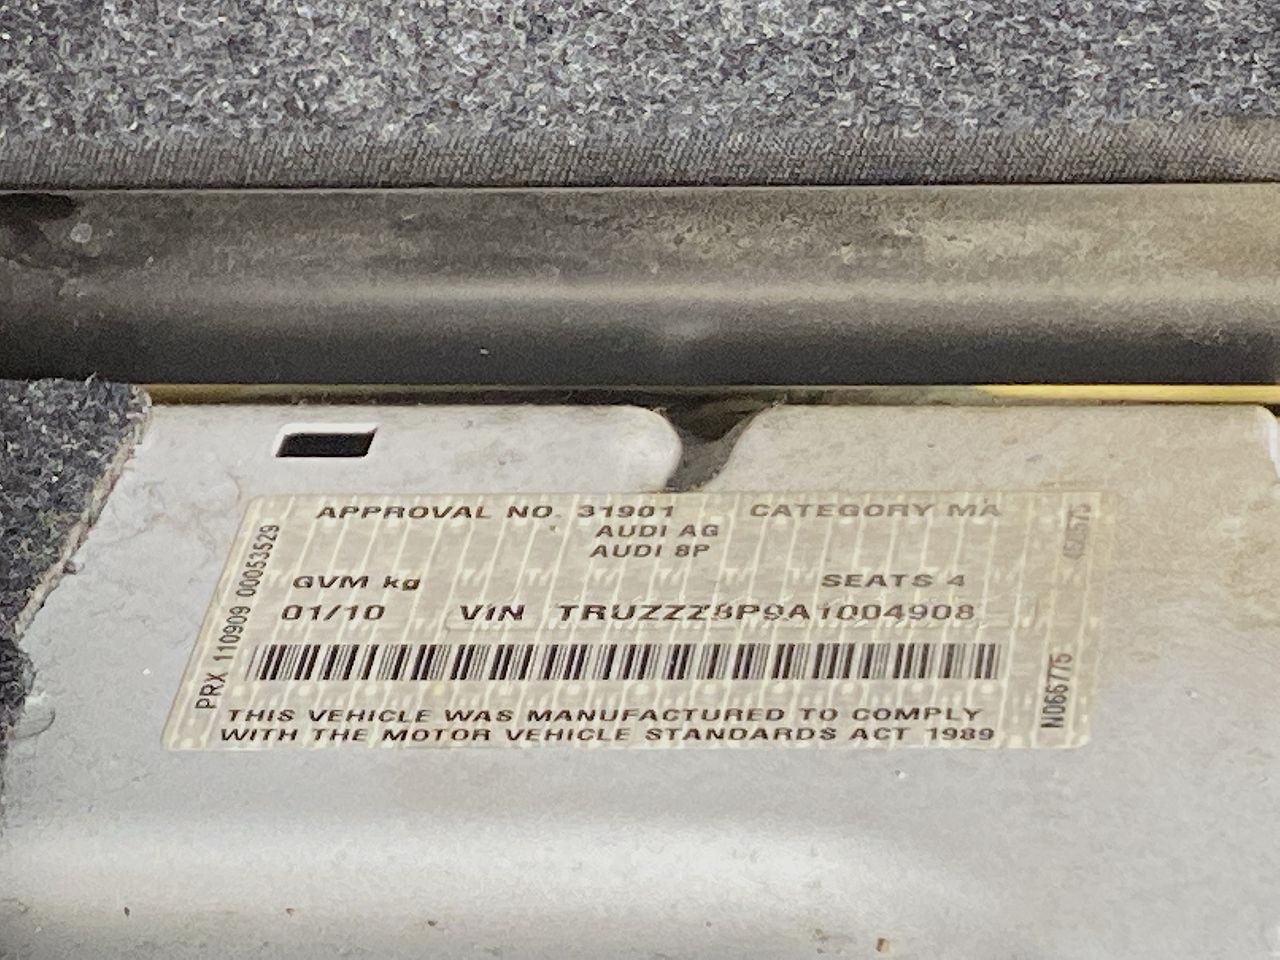 APPROVAL NO. 31901 CATEGORY MA
AUDI AG
AUDI 8P
GVM kg SEATS 4
01/10 VIN TRUZZZ8P9A1004908
THIS VEHICLE WAS MANUFACTURED TO COMPLY
WITH THE MOTOR VEHICLE STANDARDS ACT 1989
PRX 110909 00053529
N066775